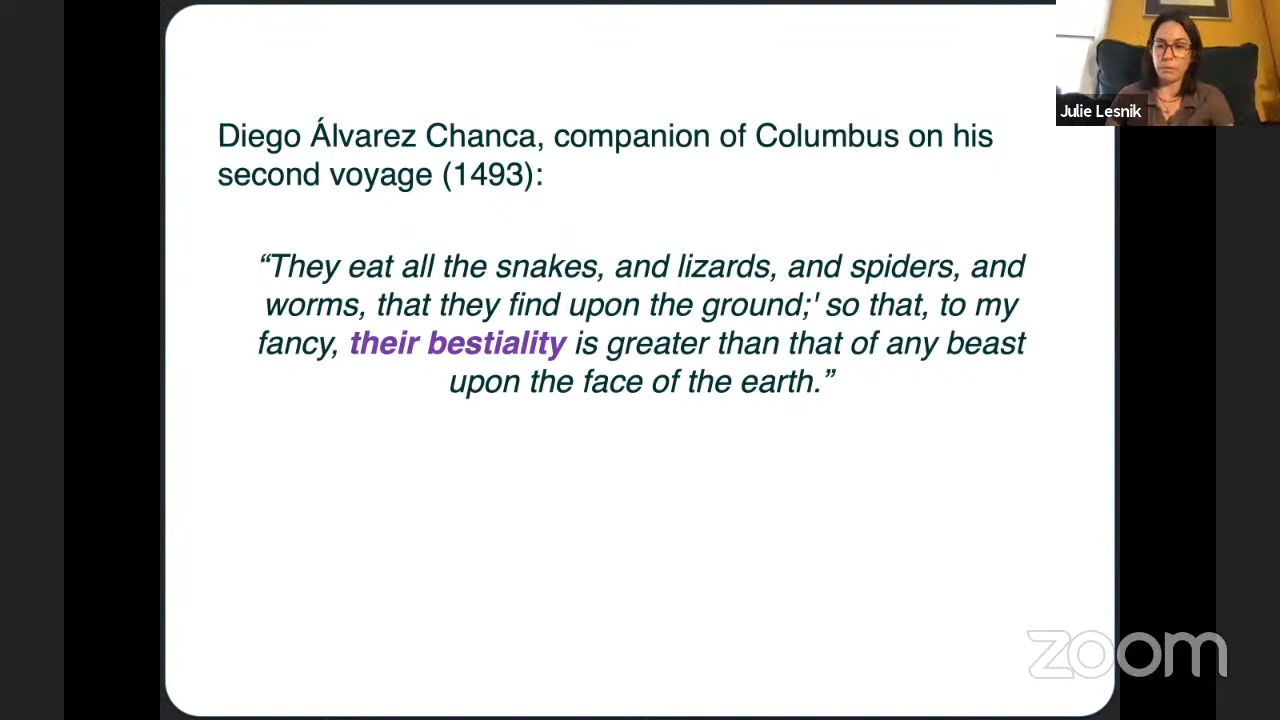 Julie Lesnik
Diego Álvarez Chanca, companion of Columbus on his
second voyage (1493):
“They eat all the snakes, and lizards, and spiders, and
worms, that they find upon the ground;' so that, to my
fancy, their bestiality is greater than that of any beast
upon the face of the earth.”
zoom